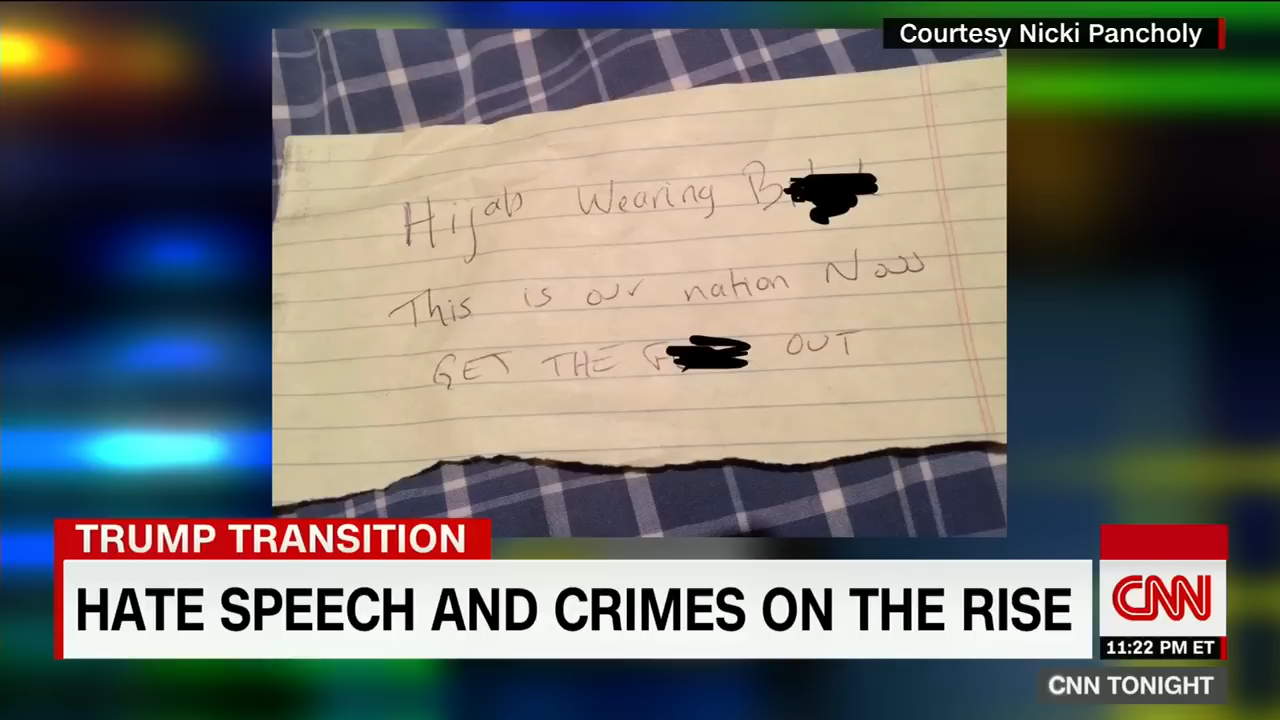 Courtesy Nicki Pancholy
Hijab Wearing B
This is our nation Now
GET THE F OUT
TRUMP TRANSITION
HATE SPEECH AND CRIMES ON THE RISE
CNN
11:22 PM ET
CNN TONIGHT